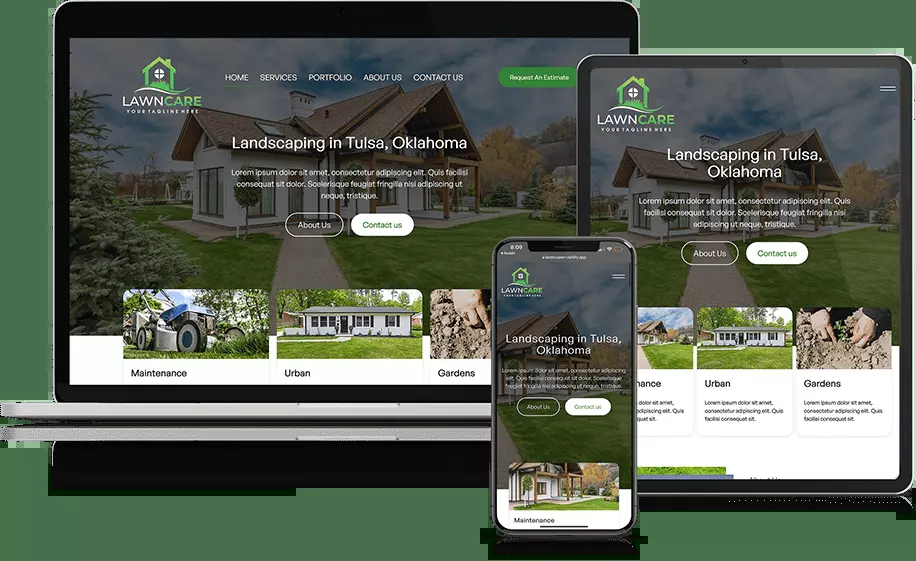 LAWNCARE
YOUR TAGLINE HERE
HOME SERVICES PORTFOLIO ABOUT US CONTACT US
Request An Estimate
Landscaping in Tulsa, Oklahoma
Lorem ipsum dolor sit amet, consectetur adipiscing elit. Quis facilisi
consequat sit dolor. Scelerisque feugiat fringilla nisi adipiscing ut
neque, tristique.
About Us
Contact us
Maintenance
Urban
Gardens
LAWNCARE
YOUR TAGLINE HERE
Landscaping in Tulsa,
Oklahoma
Lorem ipsum dolor sit amet, consectetur adipiscing elit. Quis
facilisi consequat sit dolor. Scelerisque feugiat fringilla nisi
adipiscing ut neque, tristique.
About Us
Contact us
nance
Urban
Gardens
dolor sit amet,
adipiscing elit.
Lorem ipsum dolor sit amet,
consectetur adipiscing elit.
Quis facilisi consequat sit
Lorem ipsum dolor sit amet,
consectetur adipiscing elit.
Quis facilisi consequat sit
8:09
LAWNCARE
YOUR TAGLINE HERE
Landscaping in Tulsa,
Oklahoma
Lorem ipsum dolor sit amet, consectetur
adipiscing elit. Quis facilisi consequat sit
dolor. Scelerisque feugiat fringilla nisi
adipiscing ut neque, tristique.
About Us
Contact us
Maintenance